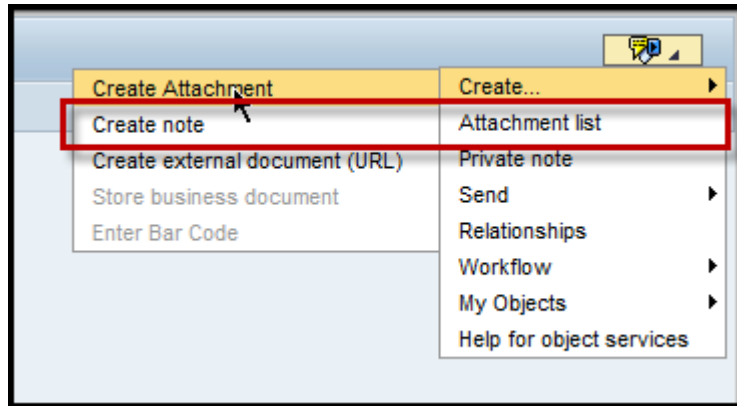 Create Attachment
Create note
Create external document (URL)
Store business document
Enter Bar Code
Create...
Attachment list
Private note
Send
Relationships
Workflow
My Objects
Help for object services